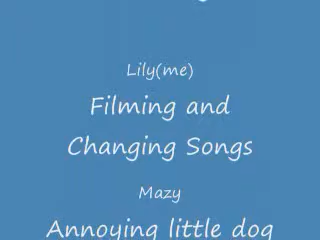 Lily(me)
Filming and
Changing Songs
Mazy
Annoying little dog